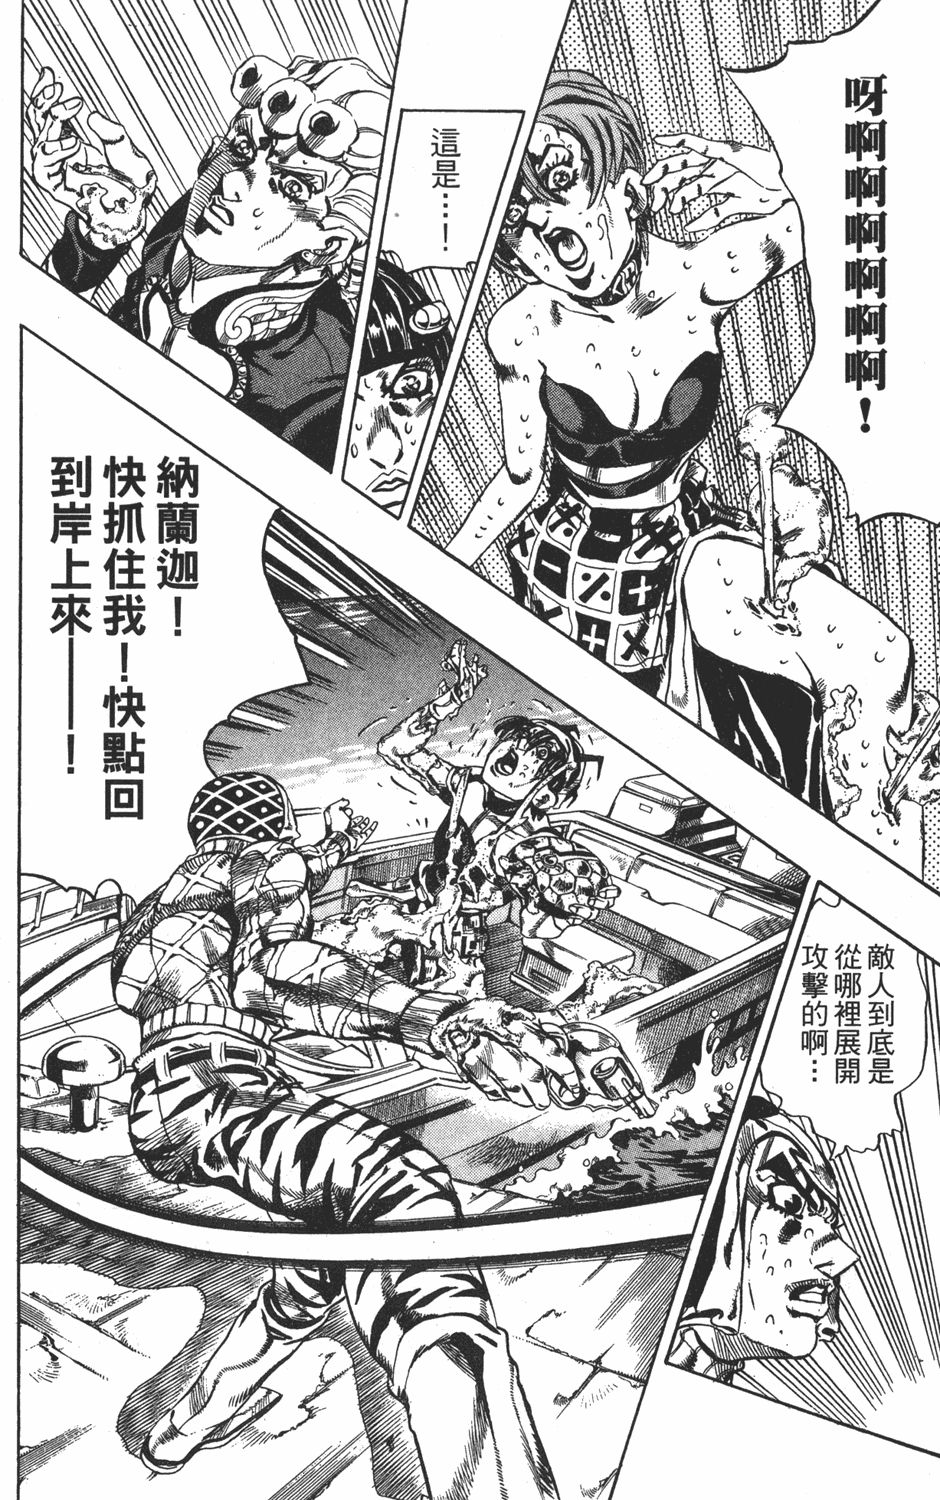 呀啊啊啊啊啊啊！
這是…！
納蘭迦！
快抓住我！快點回
到岸上來——！
敵人到底是
從哪裡展開
攻擊的啊…